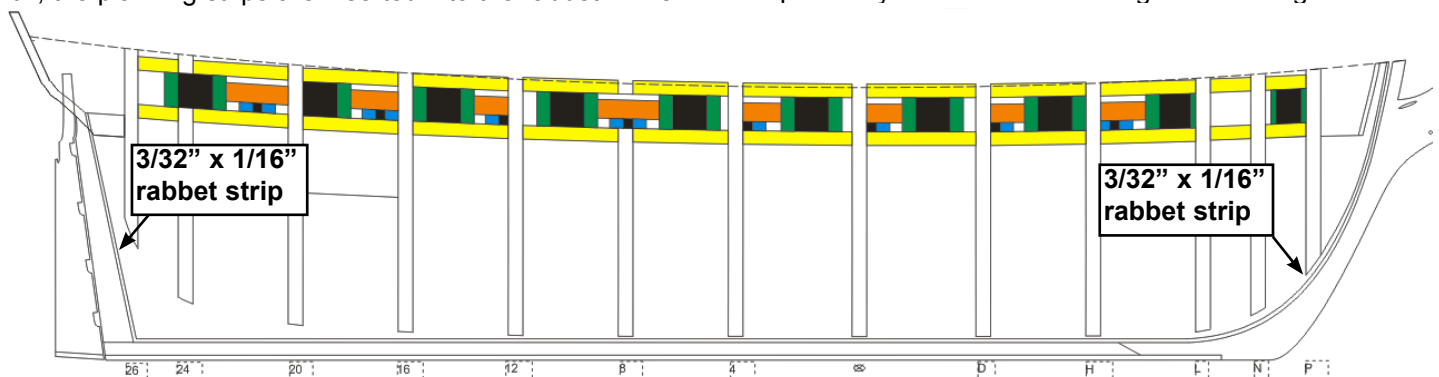 3/32” x 1/16”
rabbet strip
3/32” x 1/16”
rabbet strip
26 24 20 16 12 8 4 ⊗ D H L N P